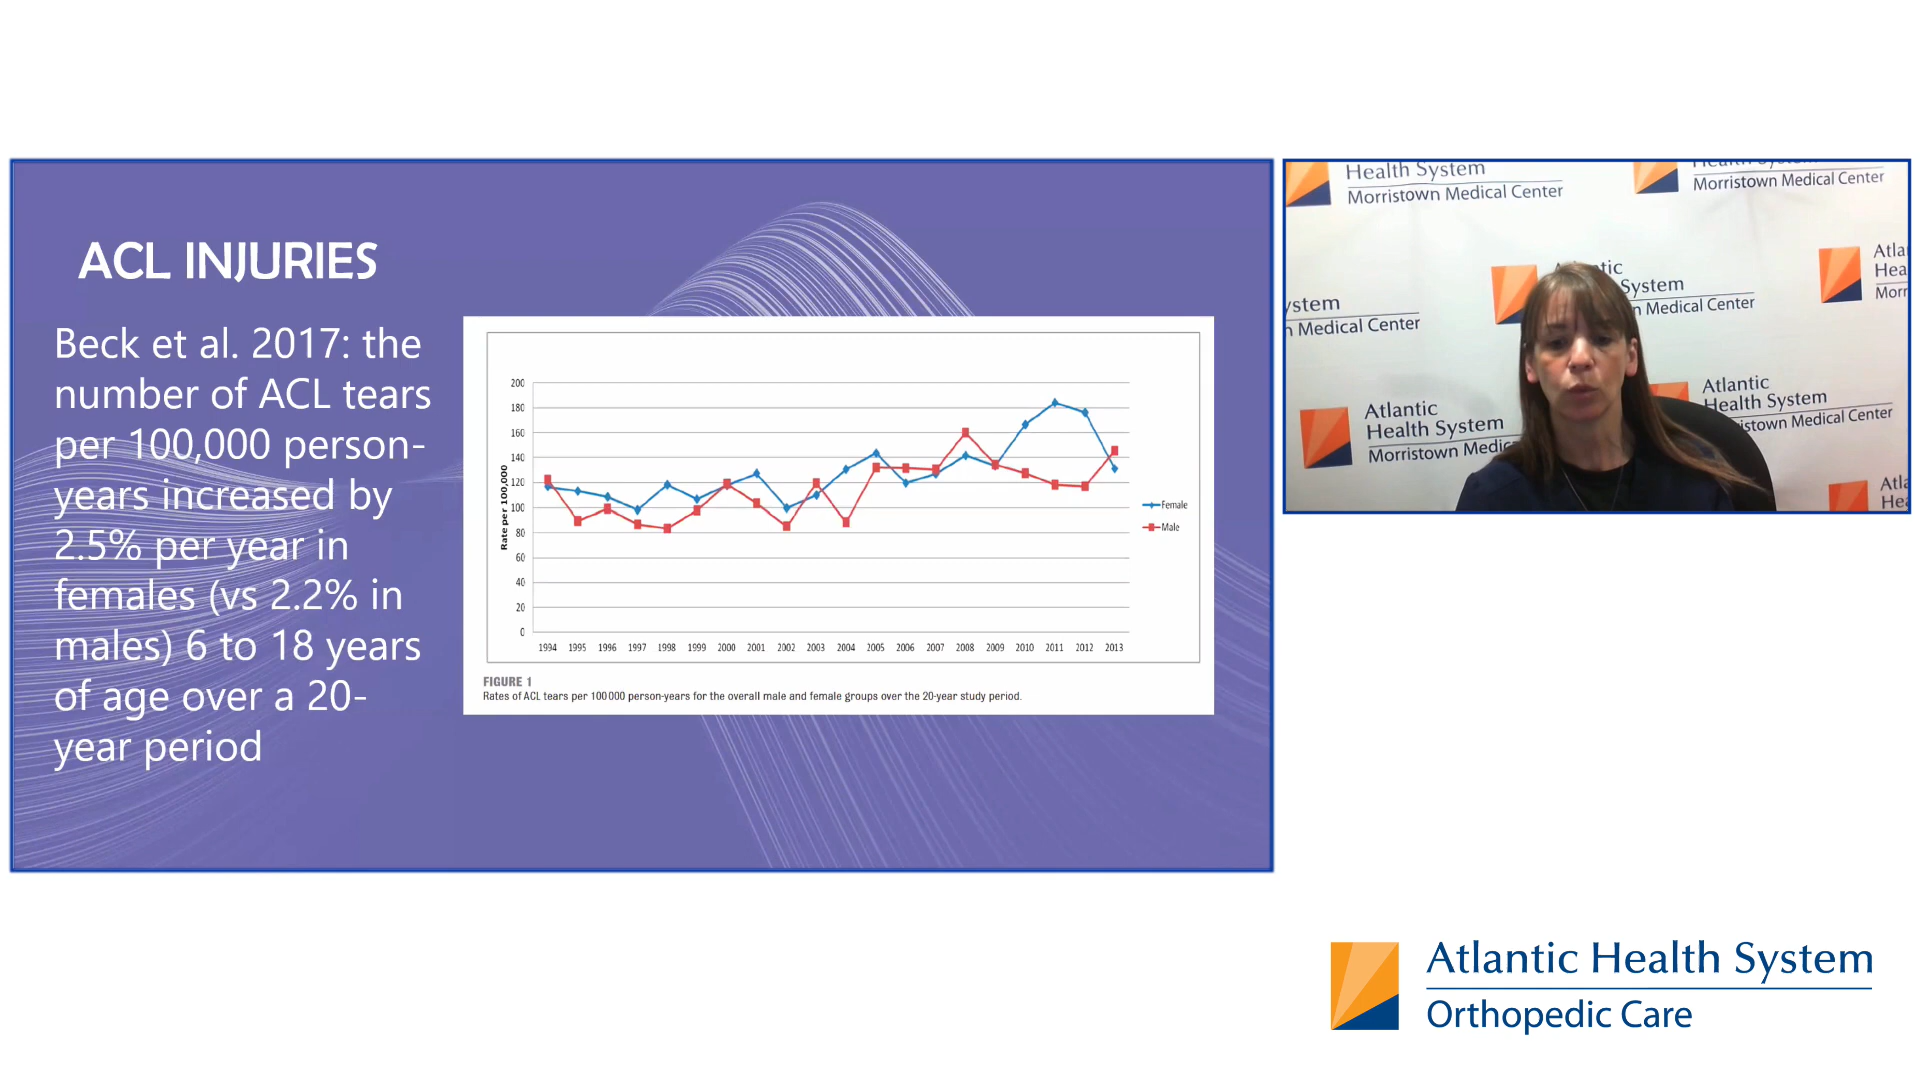 ACL INJURIES
Beck et al. 2017: the
number of ACL tears
per 100,000 person-
years increased by
2.5% per year in
females (vs 2.2% in
males) 6 to 18 years
of age over a 20-
year period
Rate per 100,000
200
180
160
140
120
100
80
60
40
20
0
1994 1995 1996 1997 1998 1999 2000 2001 2002 2003 2004 2005 2006 2007 2008 2009 2010 2011 2012 2013
Female
Male
FIGURE 1
Rates of ACL tears per 100 000 person-years for the overall male and female groups over the 20-year study period.
Health System
Morristown Medical Center
Morristown Medical Center
System
Medical Center
Medical Center
Atlantic
Health System
Morristown
Atlantic
Health System
Medical Center
Atlantic Health System
Orthopedic Care